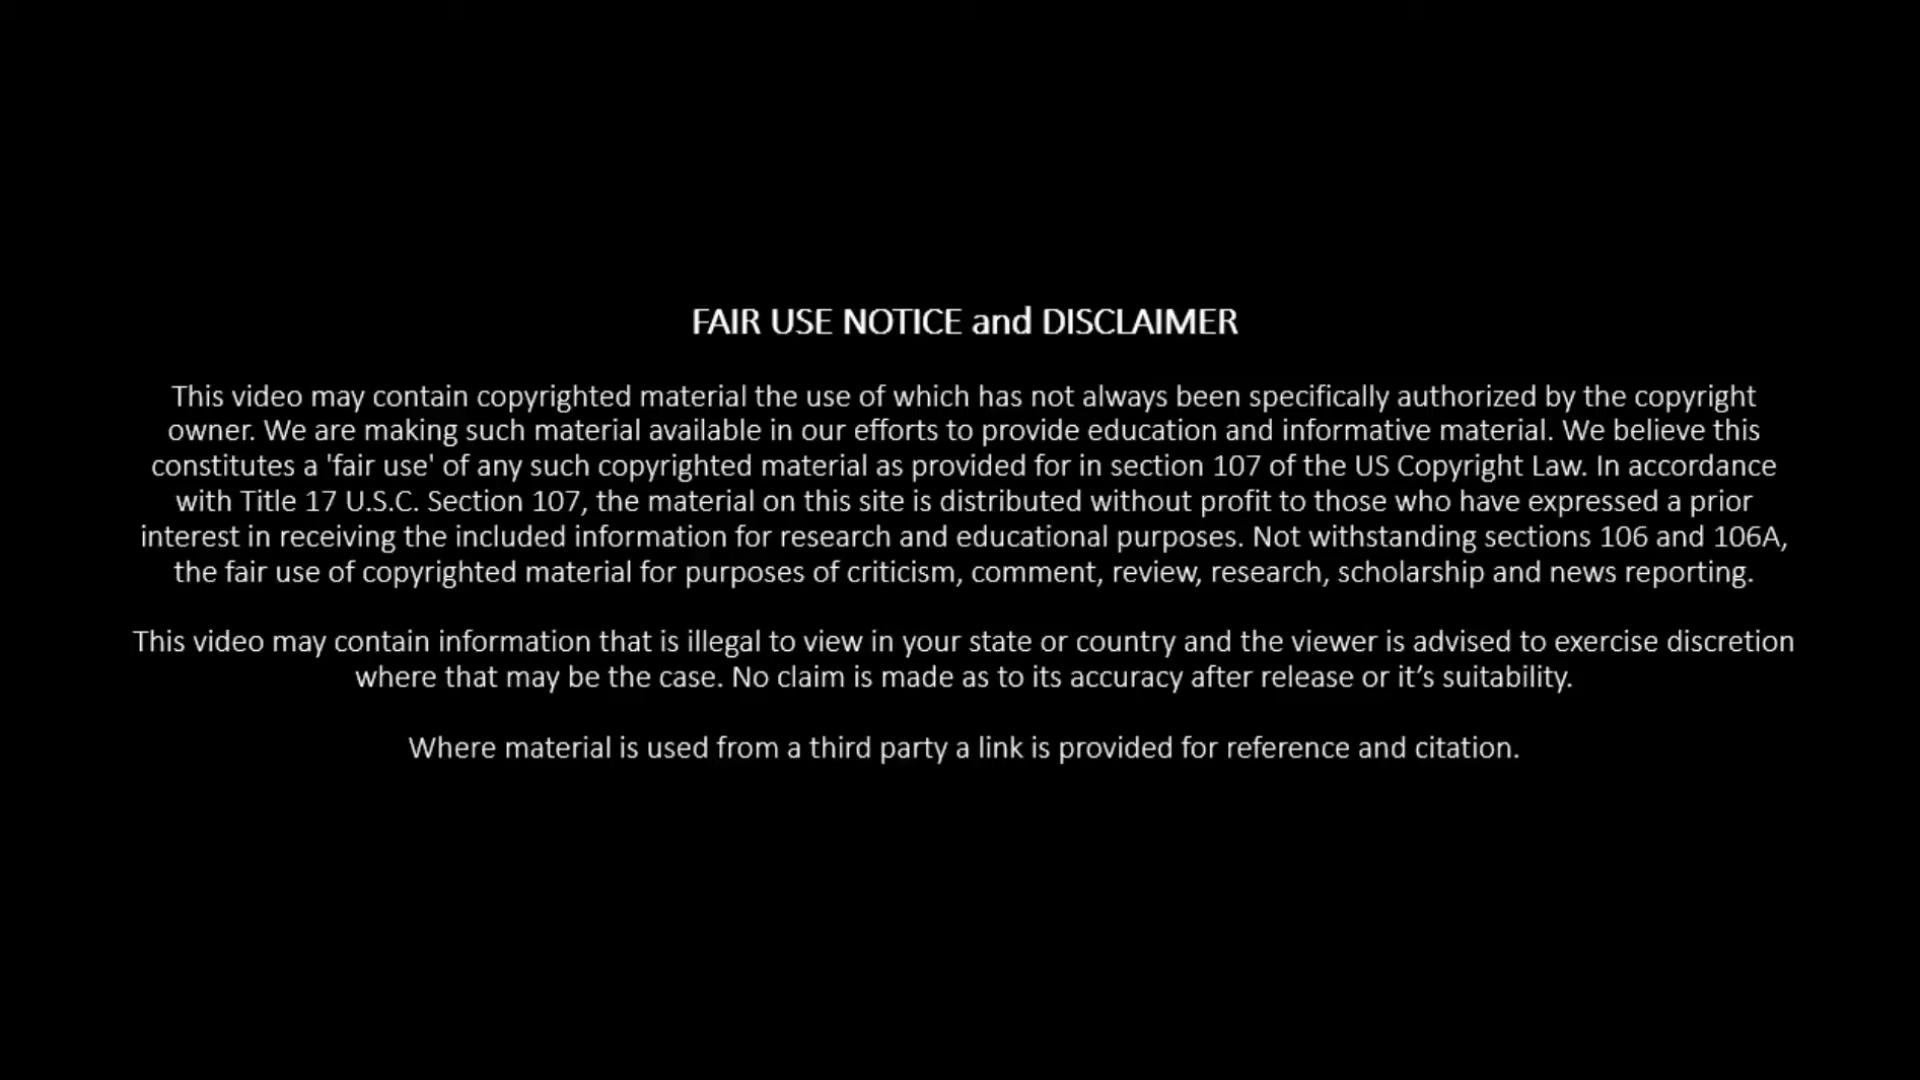 FAIR USE NOTICE and DISCLAIMER
This video may contain copyrighted material the use of which has not always been specifically authorized by the copyright
owner. We are making such material available in our efforts to provide education and informative material. We believe this
constitutes a 'fair use' of any such copyrighted material as provided for in section 107 of the US Copyright Law. In accordance
with Title 17 U.S.C. Section 107, the material on this site is distributed without profit to those who have expressed a prior
interest in receiving the included information for research and educational purposes. Not withstanding sections 106 and 106A,
the fair use of copyrighted material for purposes of criticism, comment, review, research, scholarship and news reporting.
This video may contain information that is illegal to view in your state or country and the viewer is advised to exercise discretion
where that may be the case. No claim is made as to its accuracy after release or it’s suitability.
Where material is used from a third party a link is provided for reference and citation.